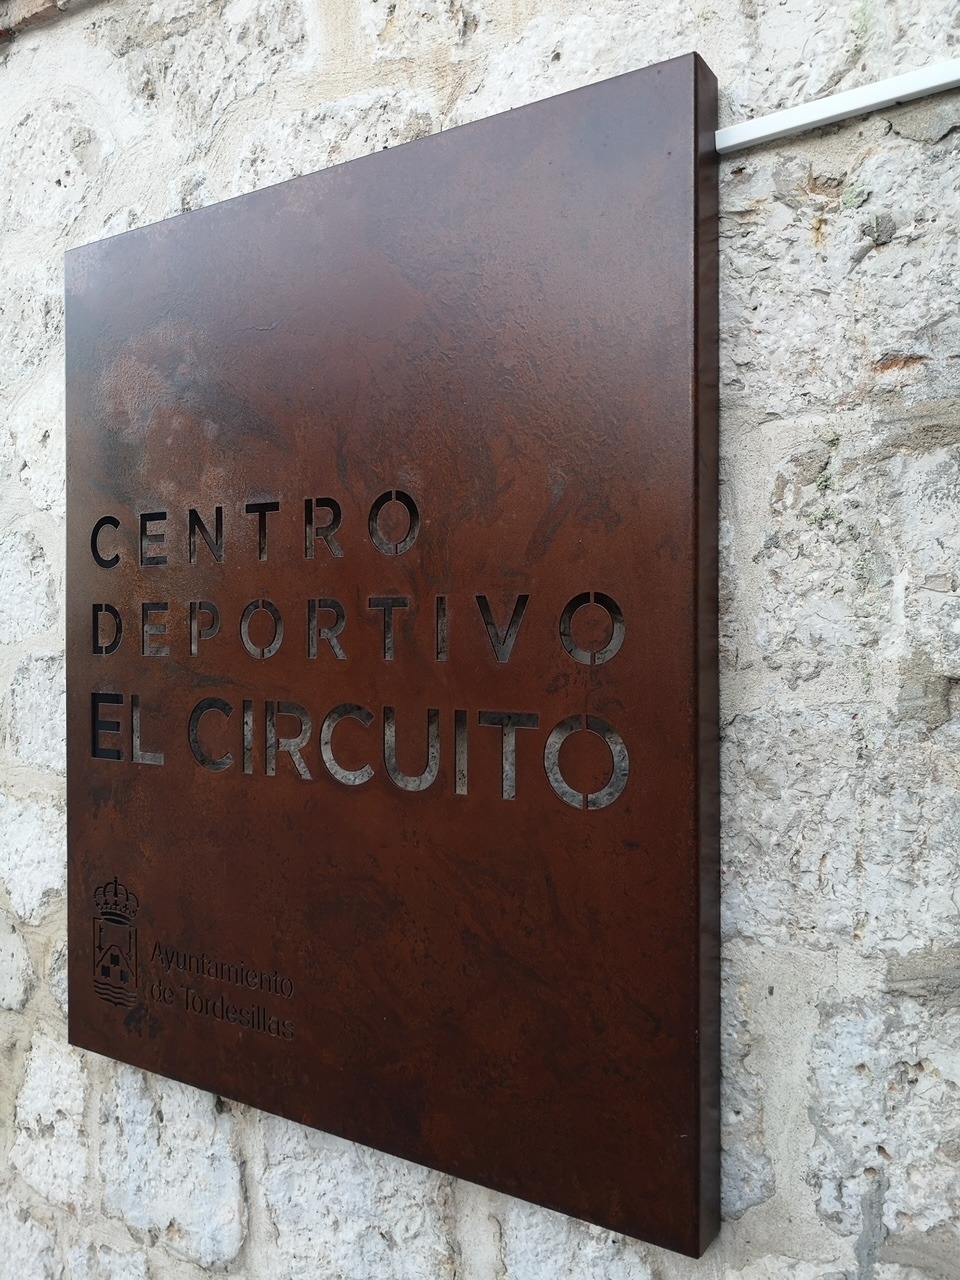 CENTRO
DEPORTIVO
EL CIRCUITO
Ayuntamiento
de Tordesillas